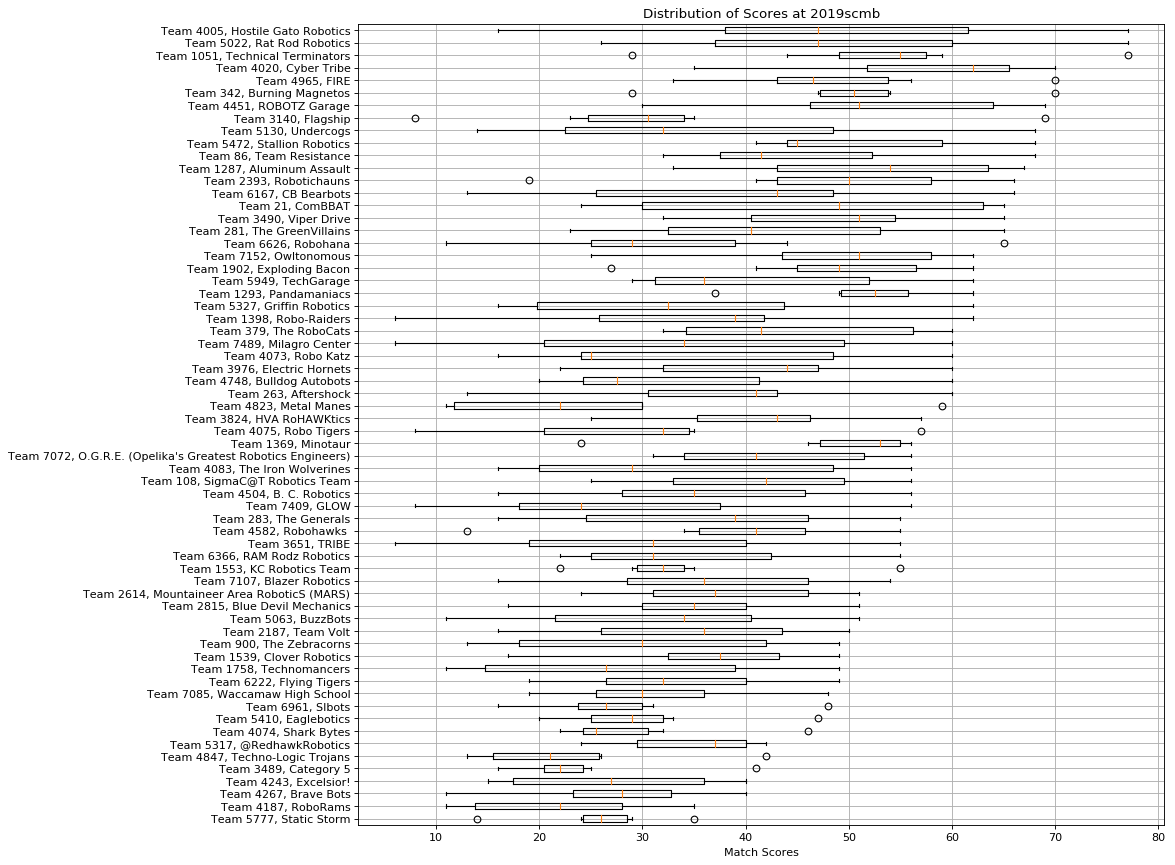 Distribution of Scores at 2019scmb
Team 4005, Hostile Gato Robotics
Team 5022, Rat Rod Robotics
Team 1051, Technical Terminators
Team 4020, Cyber Tribe
Team 4965, FIRE
Team 342, Burning Magnetos
Team 4451, ROBOTZ Garage
Team 3140, Flagship
Team 5130, Undercogs
Team 5472, Stallion Robotics
Team 86, Team Resistance
Team 1287, Aluminum Assault
Team 2393, Robotichauns
Team 6167, CB Bearbots
Team 21, ComBBAT
Team 3490, Viper Drive
Team 281, The GreenVillains
Team 6626, Robohana
Team 7152, Owltonomous
Team 1902, Exploding Bacon
Team 5949, TechGarage
Team 1293, Pandamaniacs
Team 5327, Griffin Robotics
Team 1398, Robo-Raiders
Team 379, The RoboCats
Team 7489, Milagro Center
Team 4073, Robo Katz
Team 3976, Electric Hornets
Team 4748, Bulldog Autobots
Team 263, Aftershock
Team 4823, Metal Manes
Team 3824, HVA RoHAWKtics
Team 4075, Robo Tigers
Team 1369, Minotaur
Team 7072, O.G.R.E. (Opelika's Greatest Robotics Engineers)
Team 4083, The Iron Wolverines
Team 108, SigmaC@T Robotics Team
Team 4504, B. C. Robotics
Team 7409, GLOW
Team 283, The Generals
Team 4582, Robohawks
Team 3651, TRIBE
Team 6366, RAM Rodz Robotics
Team 1553, KC Robotics Team
Team 7107, Blazer Robotics
Team 2614, Mountaineer Area RoboticS (MARS)
Team 2815, Blue Devil Mechanics
Team 5063, BuzzBots
Team 2187, Team Volt
Team 900, The Zebracorns
Team 1539, Clover Robotics
Team 1758, Technomancers
Team 6222, Flying Tigers
Team 7085, Waccamaw High School
Team 6961, SIbots
Team 5410, Eaglebotics
Team 4074, Shark Bytes
Team 5317, @RedhawkRobotics
Team 4847, Techno-Logic Trojans
Team 3489, Category 5
Team 4243, Excelsior!
Team 4267, Brave Bots
Team 4187, RoboRams
Team 5777, Static Storm
10 20 30 40 50 60 70 80
Match Scores